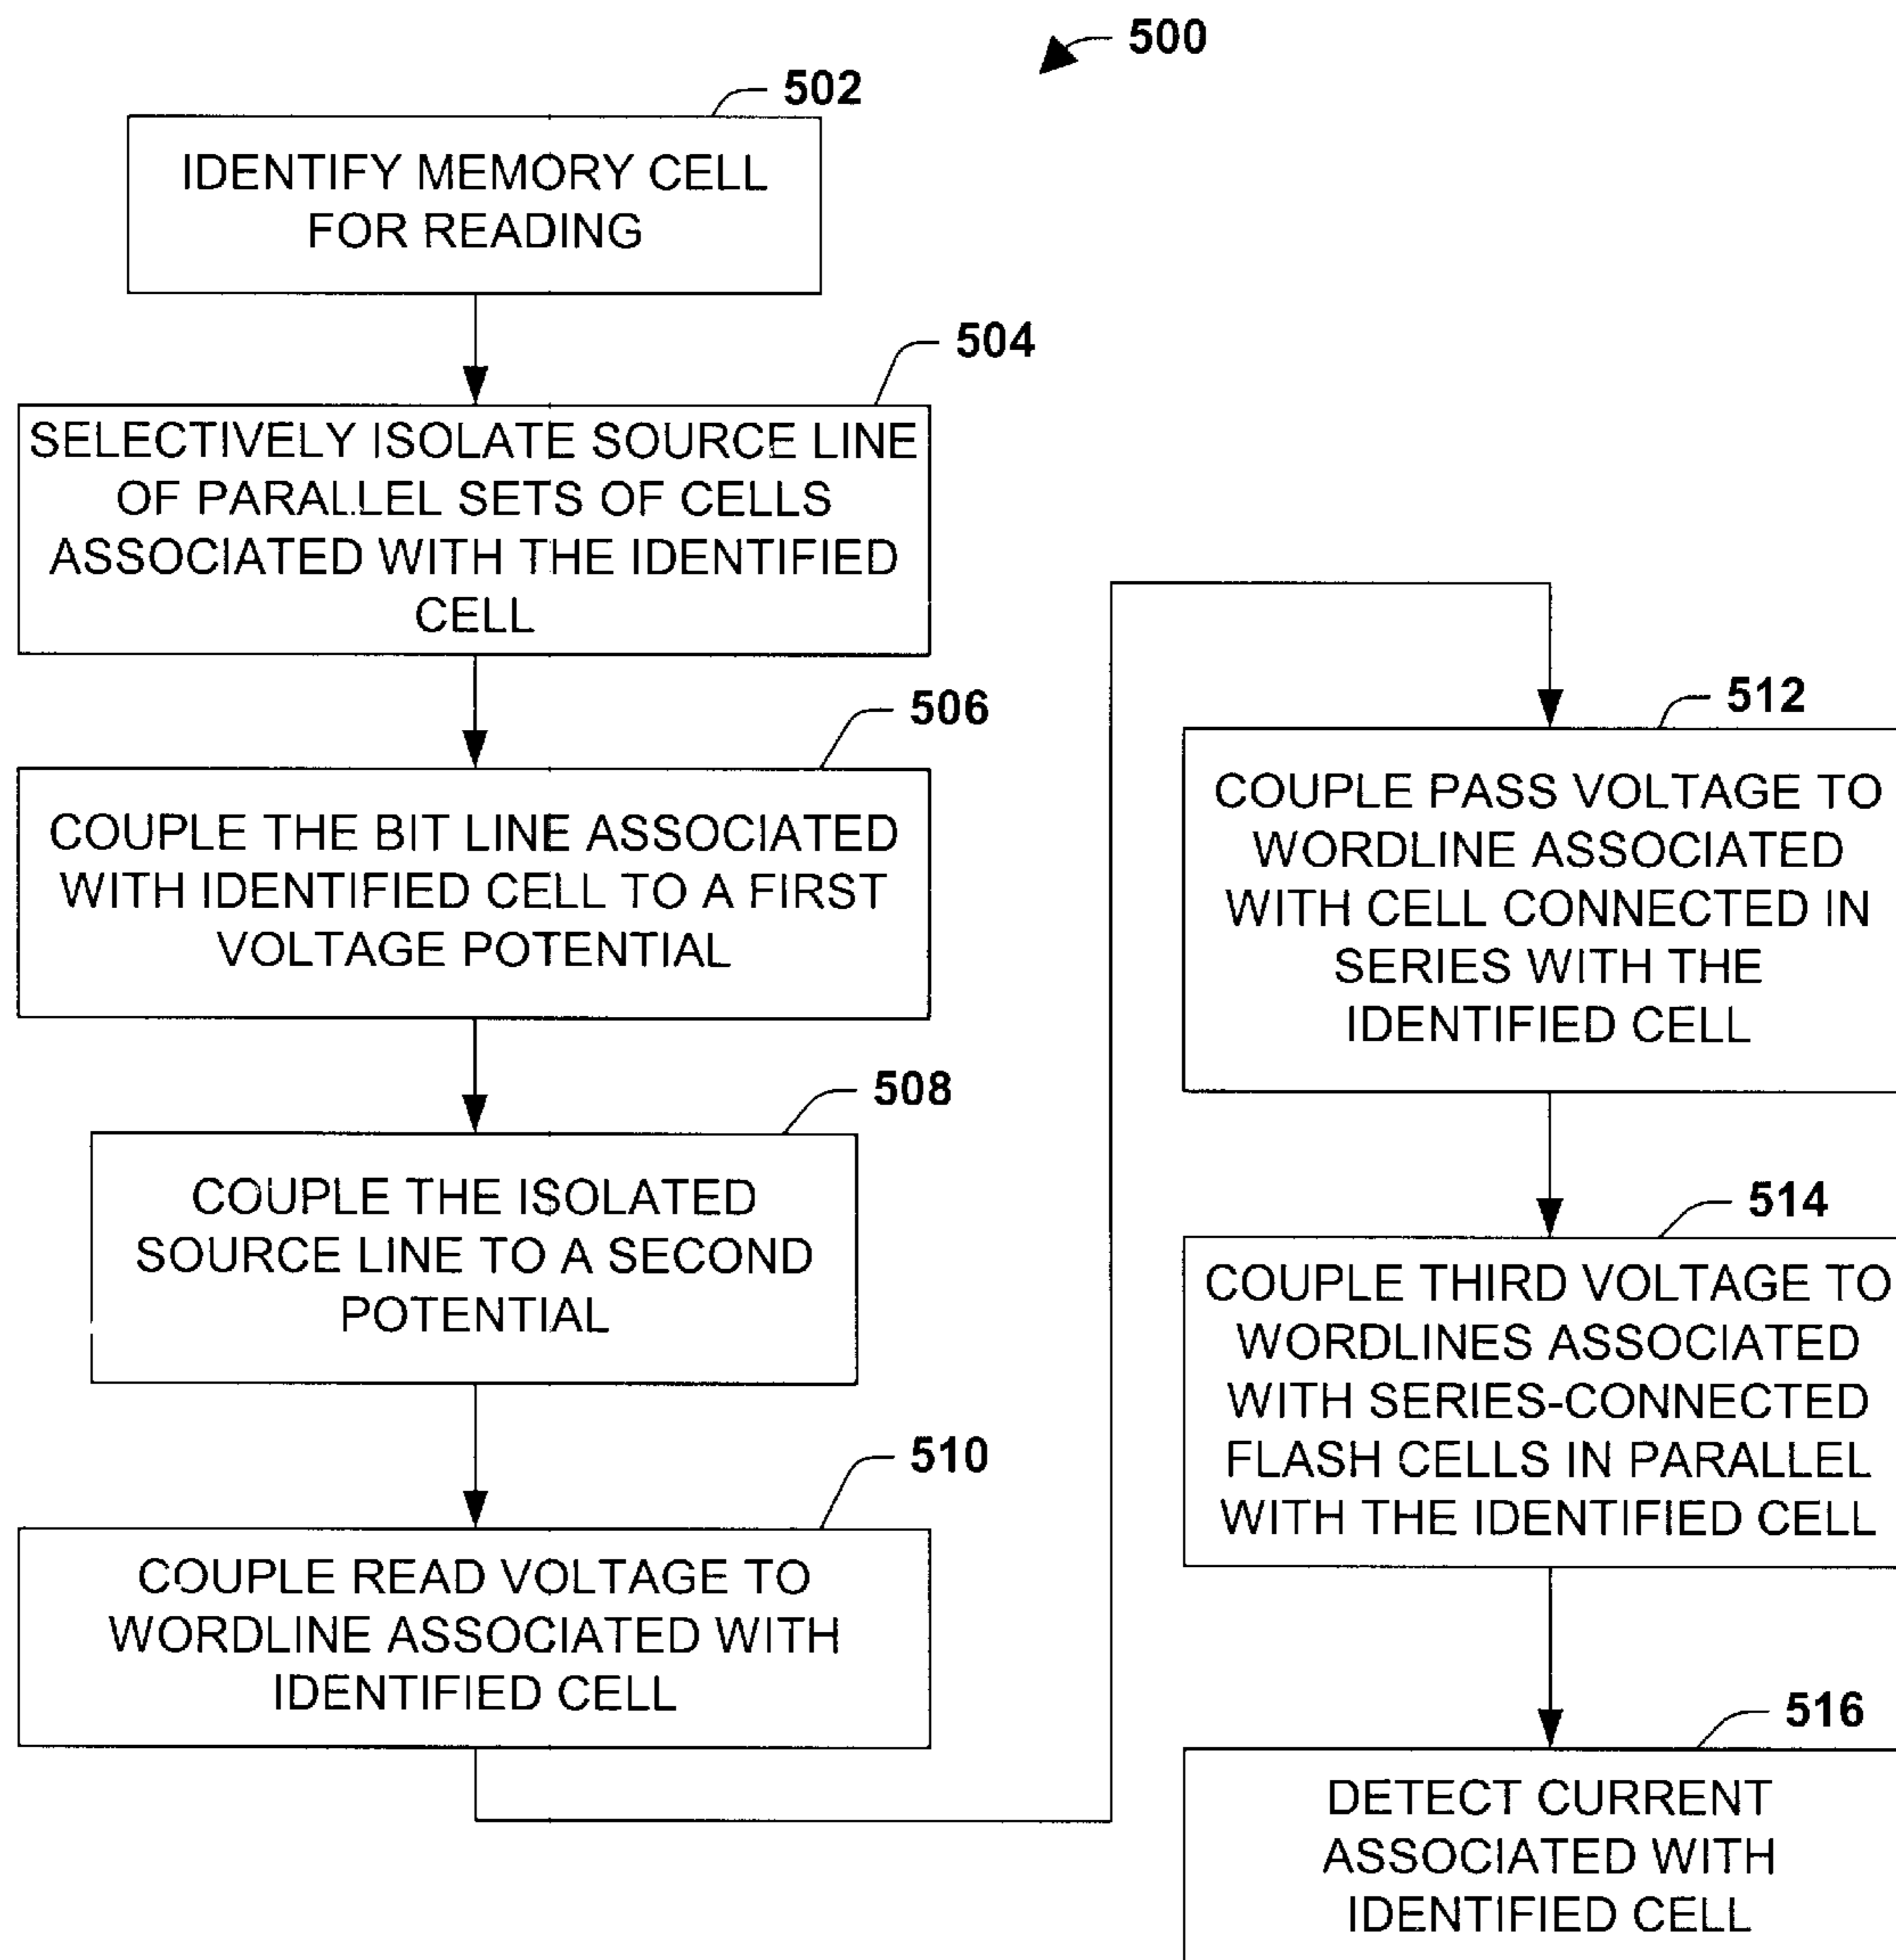 500
502
IDENTIFY MEMORY CELL
FOR READING
504
SELECTIVELY ISOLATE SOURCE LINE
OF PARALLEL SETS OF CELLS
ASSOCIATED WITH THE IDENTIFIED
CELL
506
COUPLE THE BIT LINE ASSOCIATED
WITH IDENTIFIED CELL TO A FIRST
VOLTAGE POTENTIAL
508
COUPLE THE ISOLATED
SOURCE LINE TO A SECOND
POTENTIAL
510
COUPLE READ VOLTAGE TO
WORDLINE ASSOCIATED WITH
IDENTIFIED CELL
512
COUPLE PASS VOLTAGE TO
WORDLINE ASSOCIATED
WITH CELL CONNECTED IN
SERIES WITH THE
IDENTIFIED CELL
514
COUPLE THIRD VOLTAGE TO
WORDLINES ASSOCIATED
WITH SERIES-CONNECTED
FLASH CELLS IN PARALLEL
WITH THE IDENTIFIED CELL
516
DETECT CURRENT
ASSOCIATED WITH
IDENTIFIED CELL